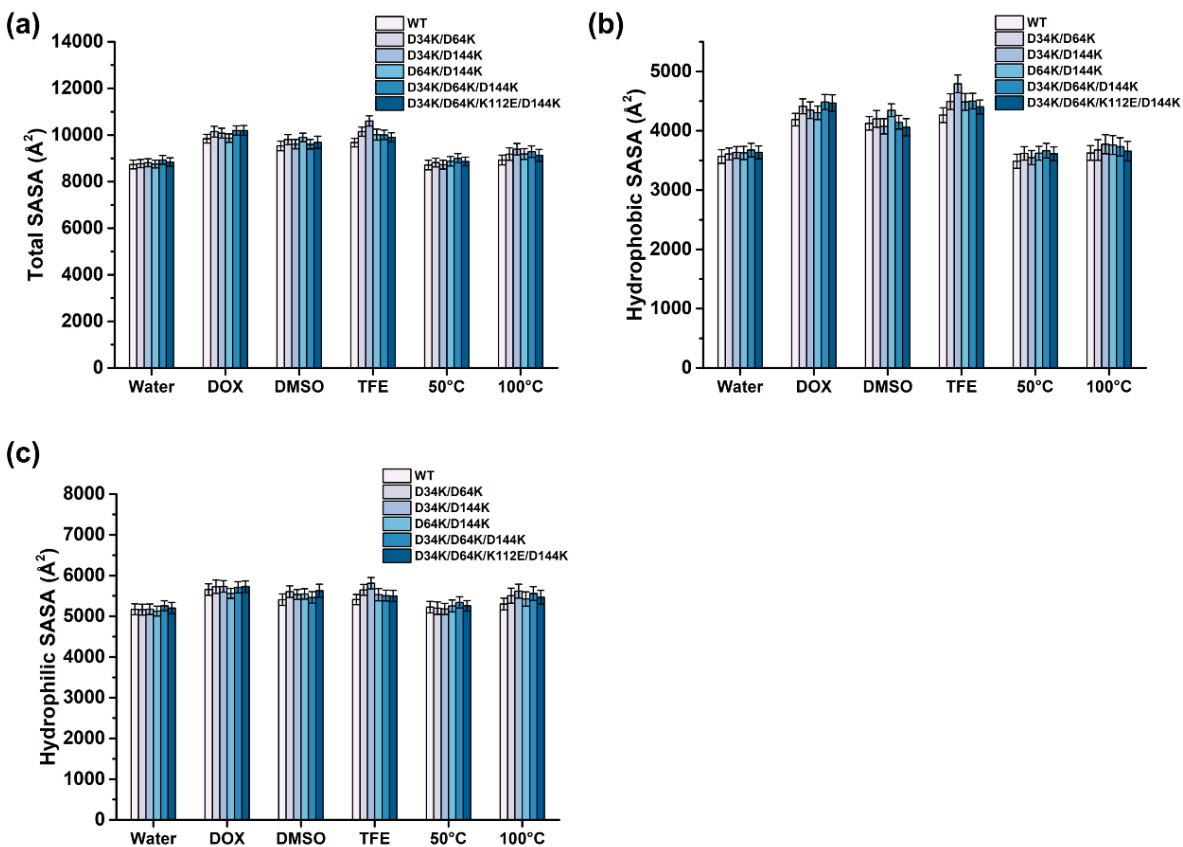 (a)
WT
D34K/D64K
D34K/D144K
D64K/D144K
D34K/D64K/D144K
D34K/D64K/K112E/D144K
Total SASA (Å²)
14000
12000
10000
8000
6000
4000
2000
0
Water DOX DMSO TFE 50°C 100°C
(b)
WT
D34K/D64K
D34K/D144K
D64K/D144K
D34K/D64K/D144K
D34K/D64K/K112E/D144K
Hydrophobic SASA (Å²)
5000
4000
3000
2000
1000
0
Water DOX DMSO TFE 50°C 100°C
(c)
WT
D34K/D64K
D34K/D144K
D64K/D144K
D34K/D64K/D144K
D34K/D64K/K112E/D144K
Hydrophilic SASA (Å²)
8000
7000
6000
5000
4000
3000
2000
1000
0
Water DOX DMSO TFE 50°C 100°C